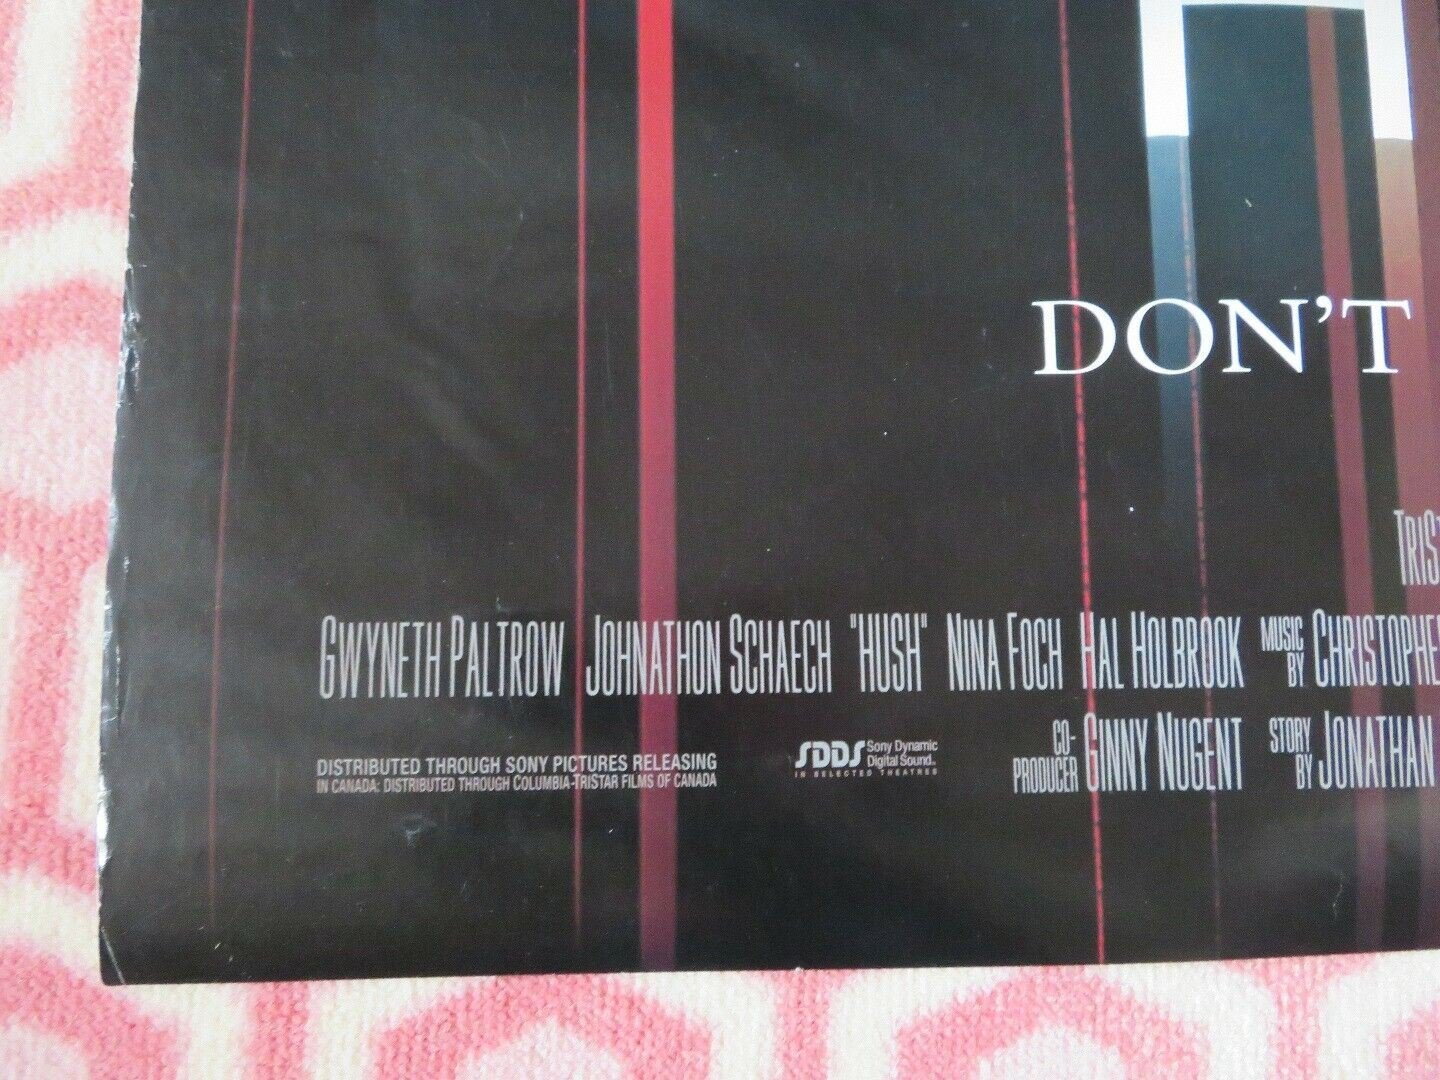 DON'T
TRIS
GWYNETH PALTROW JOHNATHON SCHAECH "HUSH" NINA FOCH HAL HOLBROOK MUSIC BY CHRISTOPHE
CO-PRODUCER GINNY NUGENT STORY BY JONATHAN
DISTRIBUTED THROUGH SONY PICTURES RELEASING
IN CANADA: DISTRIBUTED THROUGH COLUMBIA-TRISTAR FILMS OF CANADA
SDDS Sony Dynamic
Digital Sound™
IN SELECTED THEATRES